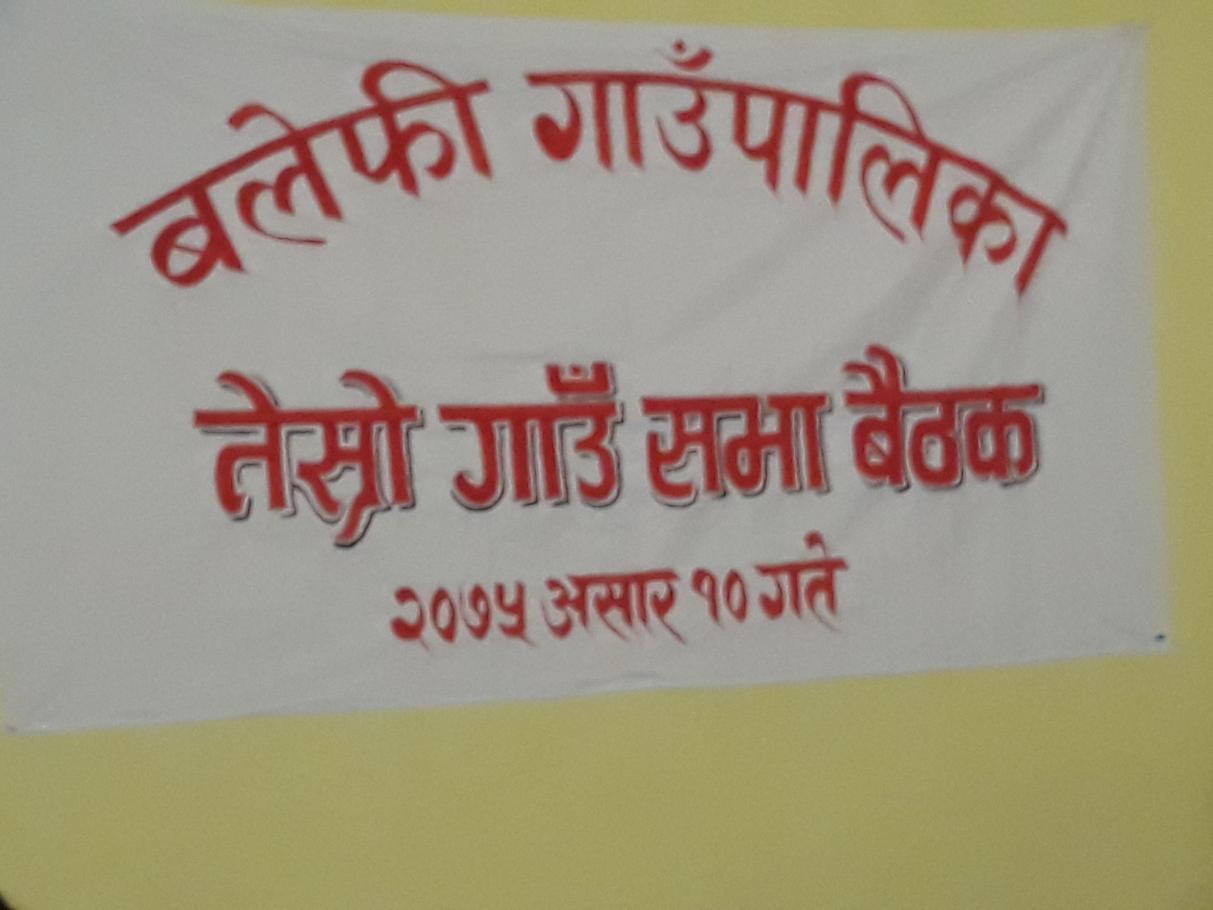 बलेफी गाउँपालिका
तेस्रो गाउँ सभा बैठक
२०७५ असार १० गते